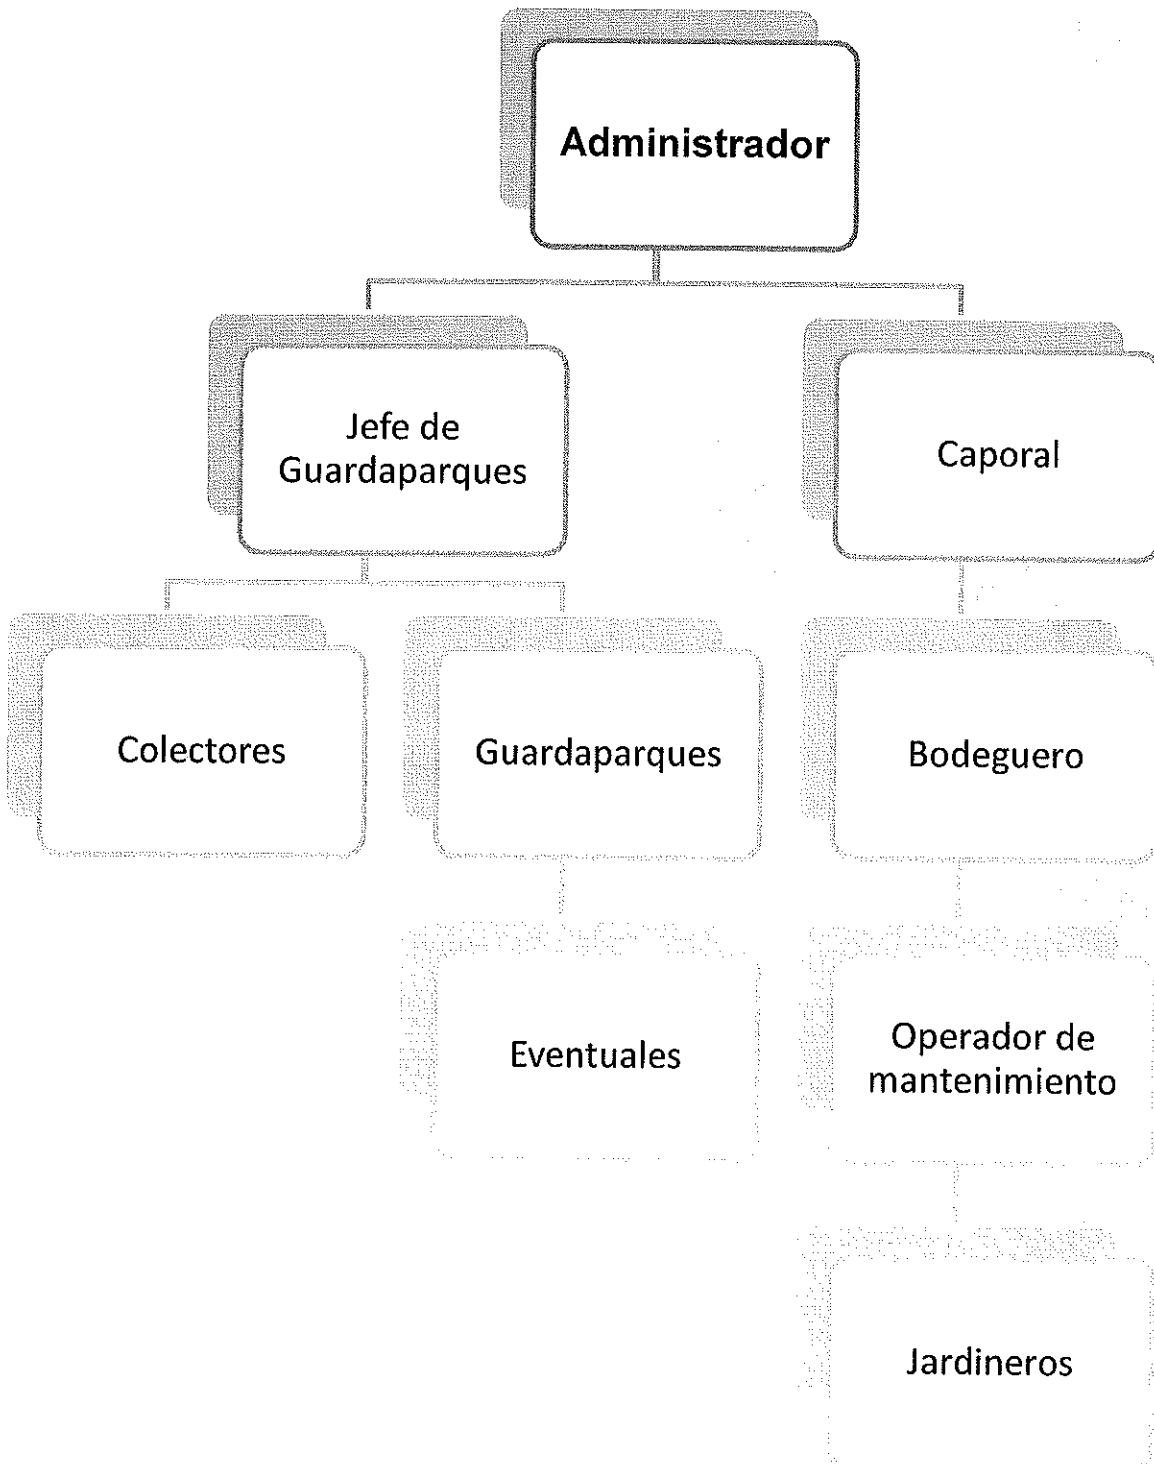 Administrador
Jefe de
Guardaparques
Caporal
Colectores
Guardaparques
Bodeguero
Eventuales
Operador de
mantenimiento
Jardineros